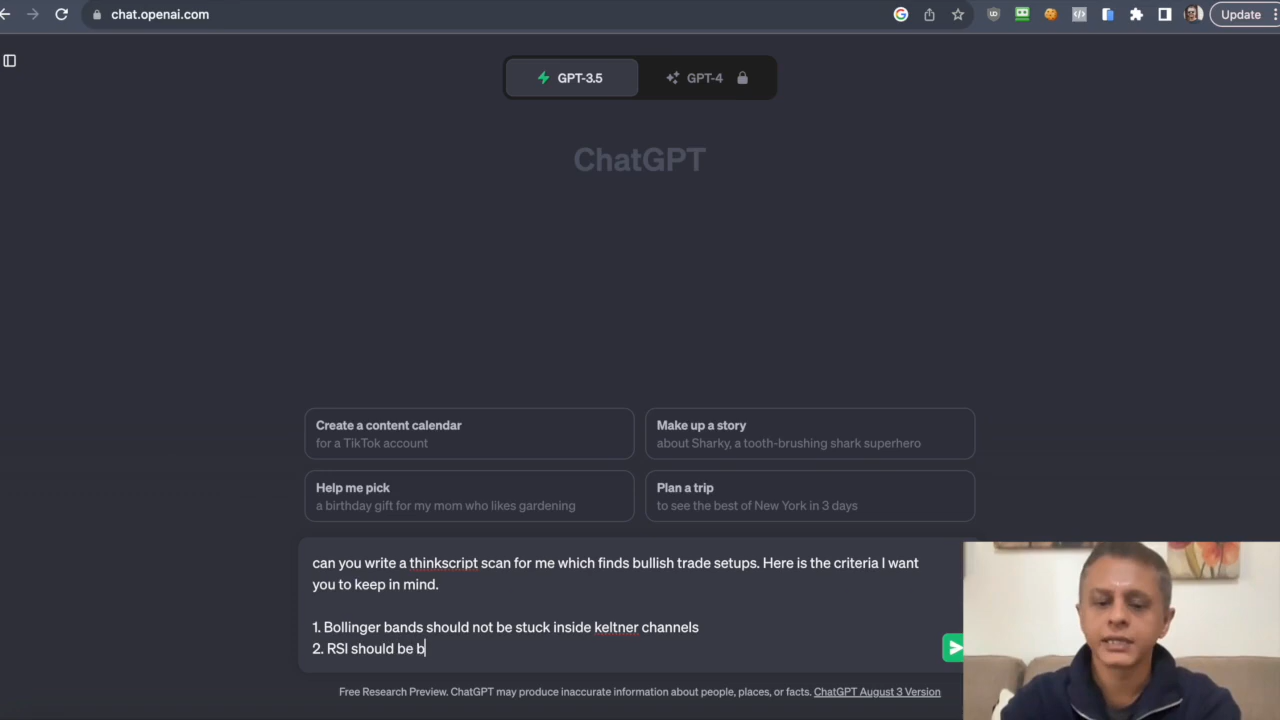 chat.openai.com
Update
GPT-3.5
GPT-4
ChatGPT
Create a content calendar
for a TikTok account
Make up a story
about Sharky, a tooth-brushing shark superhero
Help me pick
a birthday gift for my mom who likes gardening
Plan a trip
to see the best of New York in 3 days
can you write a thinkscript scan for me which finds bullish trade setups. Here is the criteria I want
you to keep in mind.
1. Bollinger bands should not be stuck inside keltner channels
2. RSI should be b
Free Research Preview. ChatGPT may produce inaccurate information about people, places, or facts. ChatGPT August 3 Version